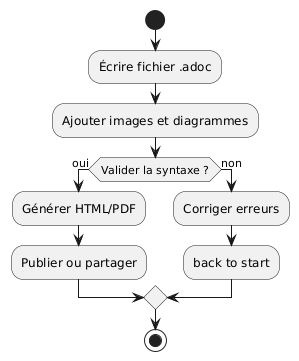 Écrire fichier .adoc
Ajouter images et diagrammes
Valider la syntaxe ?
oui
non
Générer HTML/PDF
Corriger erreurs
Publier ou partager
back to start